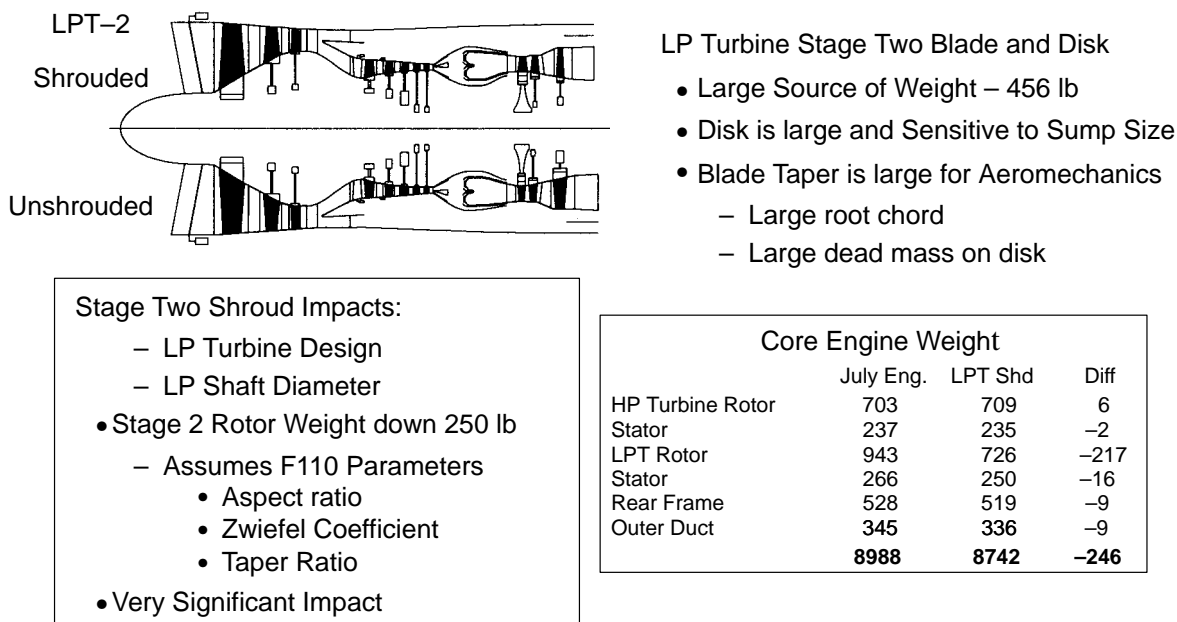 LPT–2
Shrouded
Unshrouded
LP Turbine Stage Two Blade and Disk
• Large Source of Weight – 456 lb
• Disk is large and Sensitive to Sump Size
• Blade Taper is large for Aeromechanics
– Large root chord
– Large dead mass on disk
Stage Two Shroud Impacts:
– LP Turbine Design
– LP Shaft Diameter
• Stage 2 Rotor Weight down 250 lb
– Assumes F110 Parameters
• Aspect ratio
• Zwiefel Coefficient
• Taper Ratio
• Very Significant Impact
Core Engine Weight
July Eng. LPT Shd Diff
HP Turbine Rotor 703 709 6
Stator 237 235 –2
LPT Rotor 943 726 –217
Stator 266 250 –16
Rear Frame 528 519 –9
Outer Duct 345 336 –9
8988 8742 –246